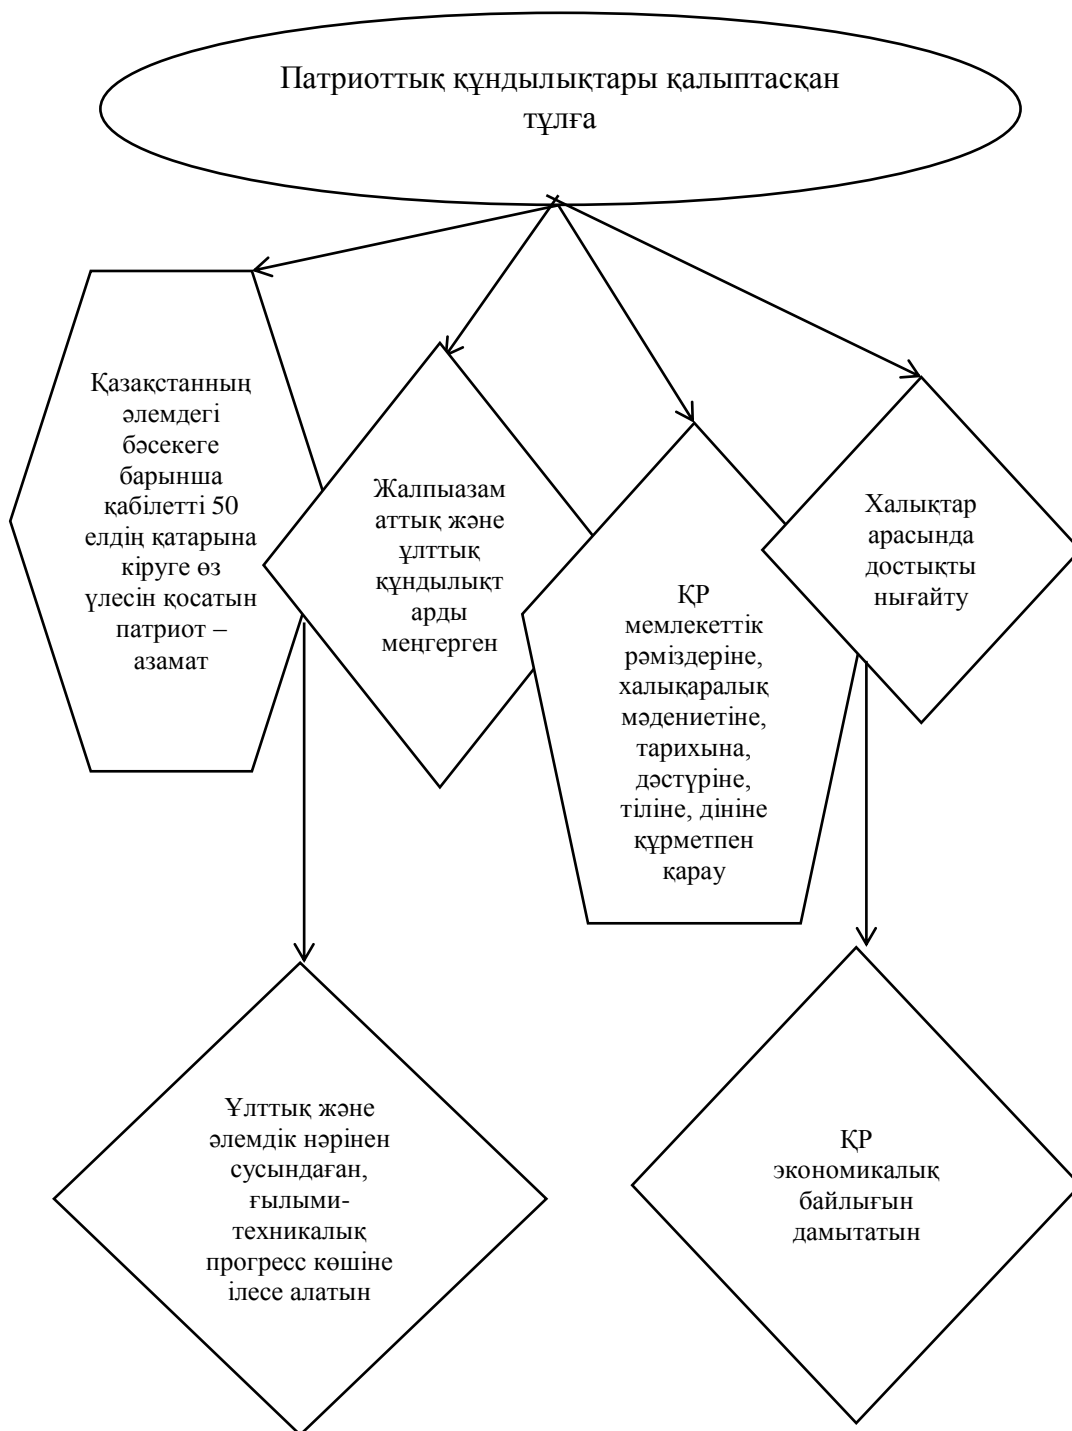 Патриоттық құндылықтары қалыптасқан
тұлға
Қазақстанның
әлемдегі
бәсекеге
барынша
қабілетті 50
елдің қатарына
кіруге өз
үлесін қосатын
патриот –
азамат
Жалпыазам
аттық және
ұлттық
құндылықт
арды
меңгерген
ҚР
мемлекеттік
рәміздеріне,
халықаралық
мәдениетіне,
тарихына,
дәстүріне,
тіліне, дініне
құрметпен
қарау
Халықтар
арасында
достықты
нығайту
Ұлттық және
әлемдік нәрінен
сусындаған,
ғылыми-
техникалық
прогресс көшіне
ілесе алатын
ҚР
экономикалық
байлығын
дамытатын